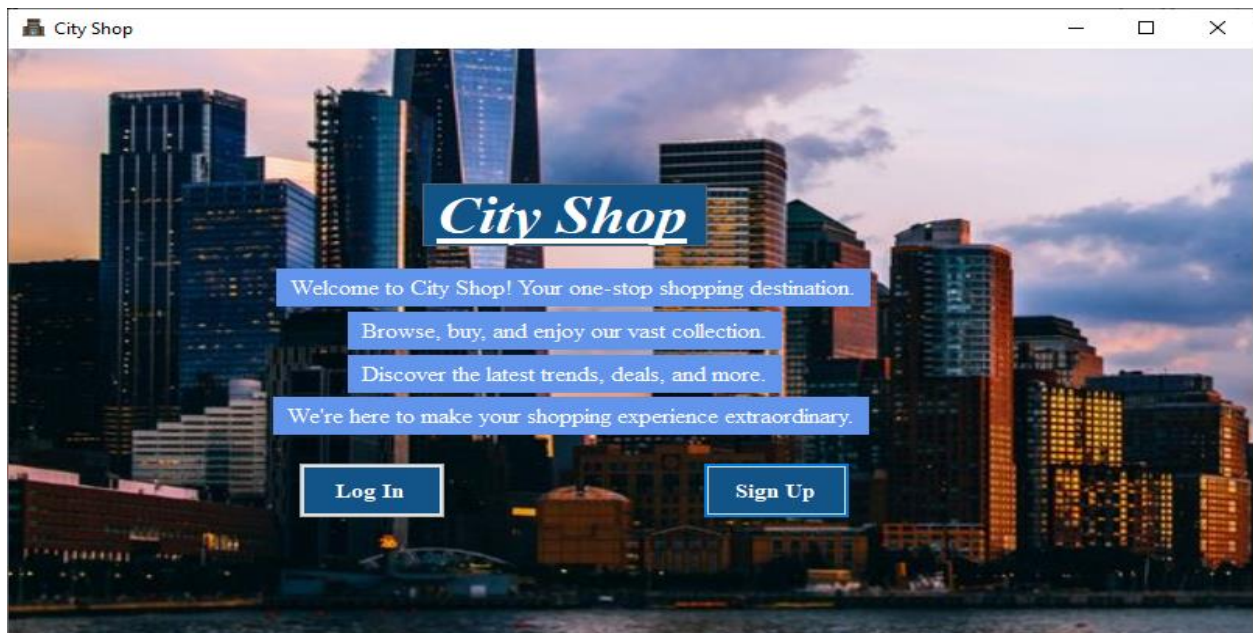 City Shop
City Shop
Welcome to City Shop! Your one-stop shopping destination.
Browse, buy, and enjoy our vast collection.
Discover the latest trends, deals, and more.
We're here to make your shopping experience extraordinary.
Log In
Sign Up